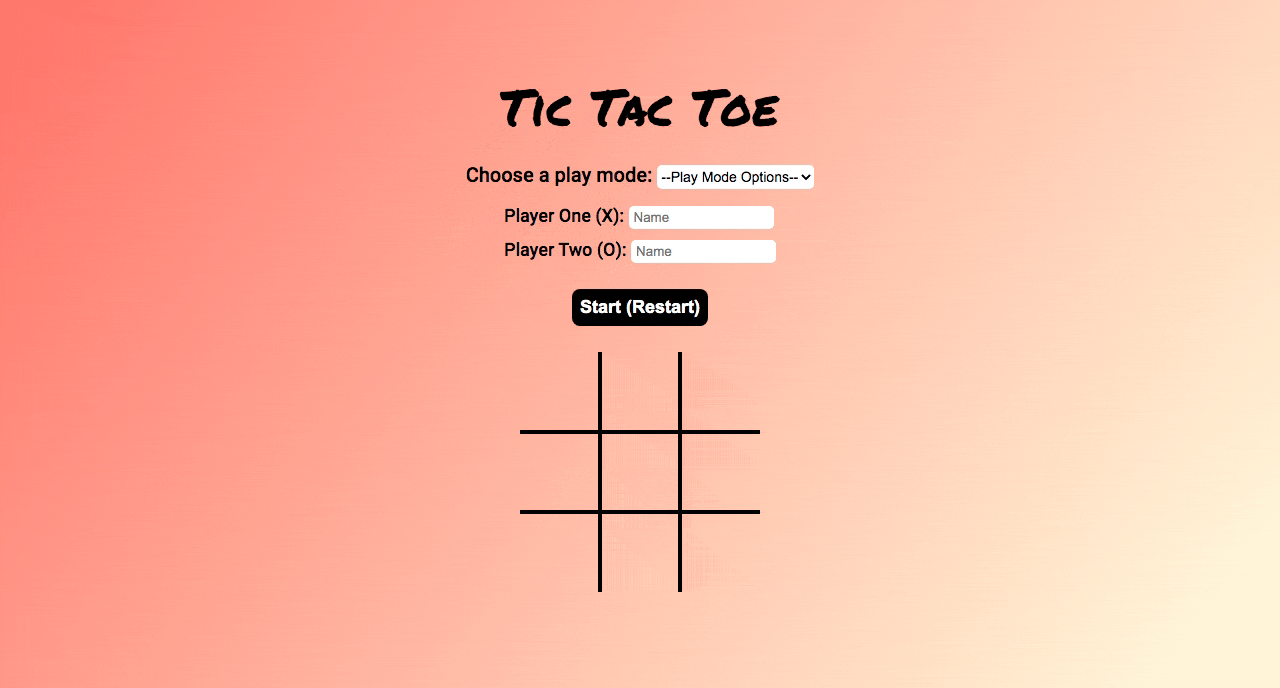 Tic Tac Toe
Choose a play mode: --Play Mode Options--
Player One (X): Name
Player Two (O): Name
Start (Restart)